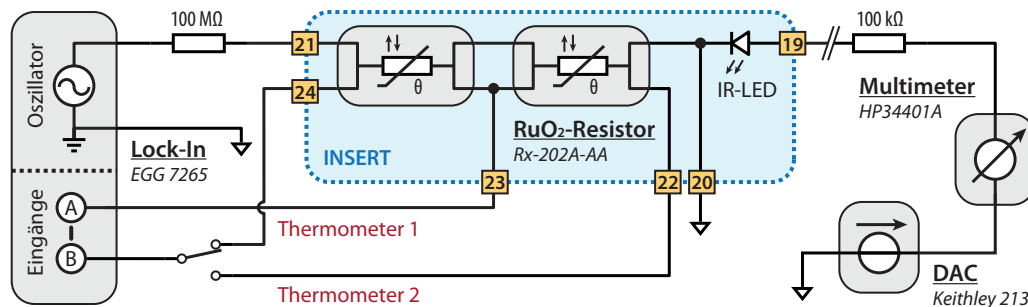 100 MΩ
100 kΩ
21
19
24
θ
θ
IR-LED
Oszillator
Lock-In
EGG 7265
RuO₂-Resistor
Rx-202A-AA
Multimeter
HP34401A
INSERT
23
22
20
Eingänge
A
B
Thermometer 1
Thermometer 2
DAC
Keithley 213